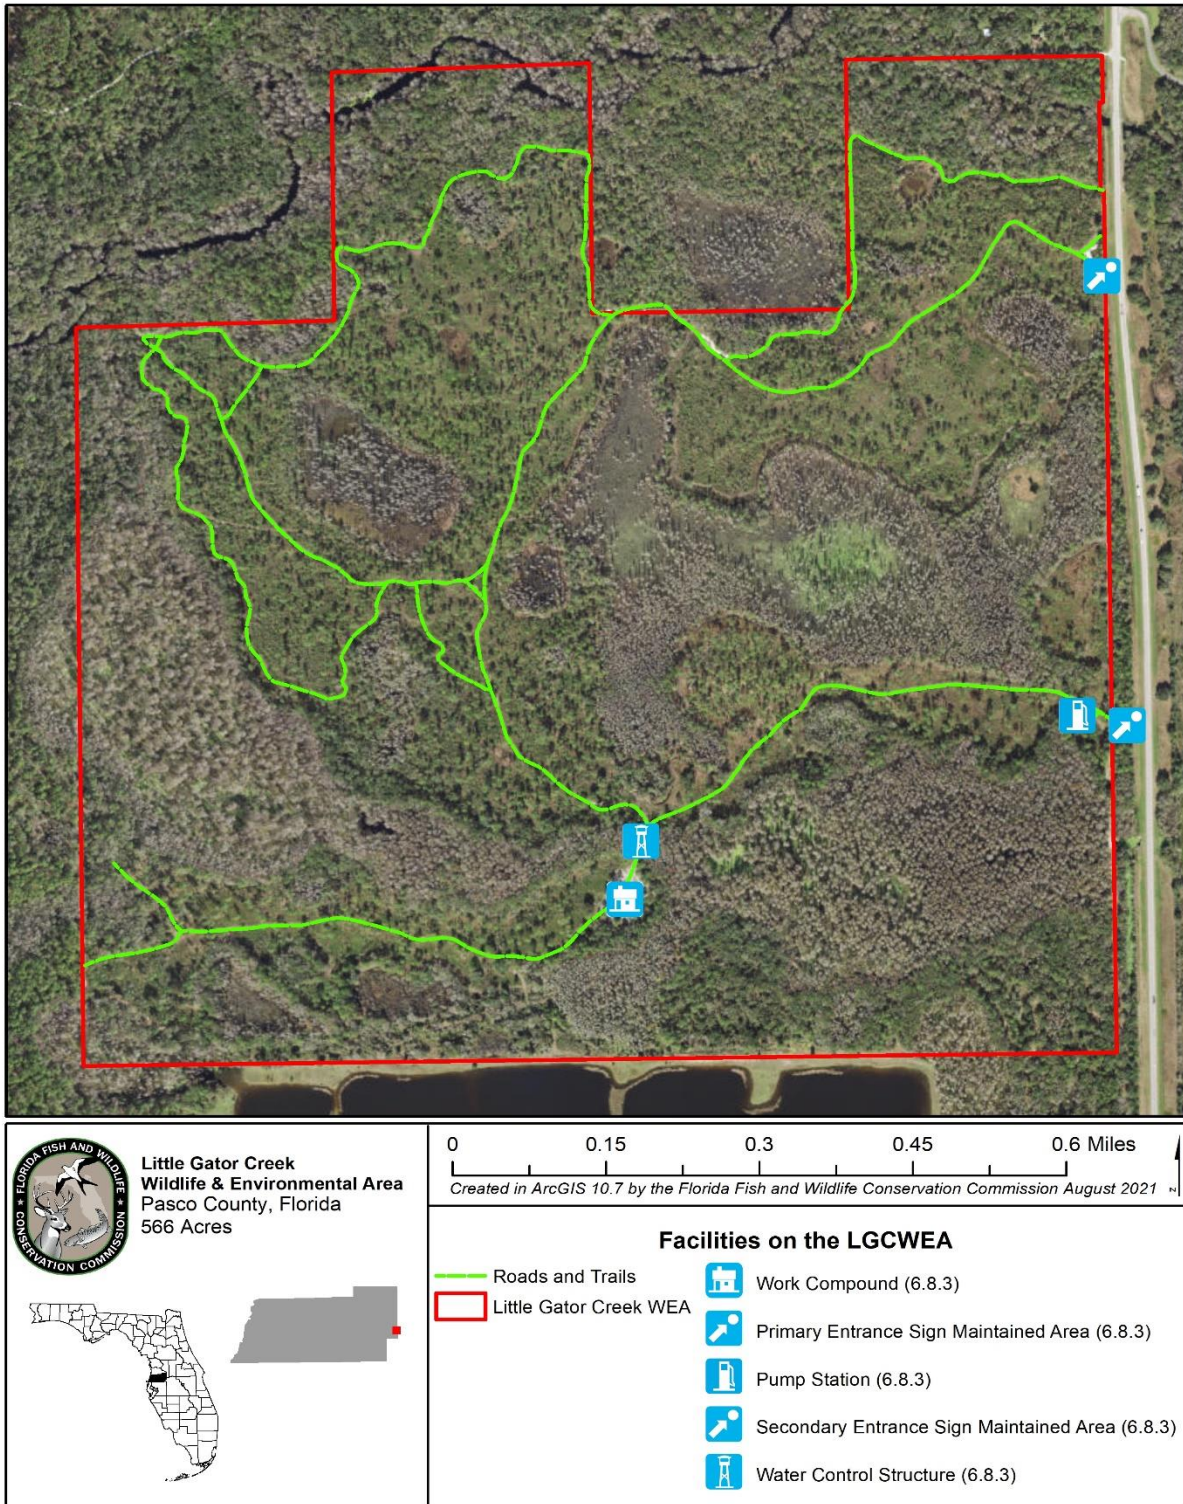 FLORIDA FISH AND WILDLIFE
CONSERVATION COMMISSION
Little Gator Creek
Wildlife & Environmental Area
Pasco County, Florida
566 Acres
0 0.15 0.3 0.45 0.6 Miles
Created in ArcGIS 10.7 by the Florida Fish and Wildlife Conservation Commission August 2021
N
Facilities on the LGCWEA
Roads and Trails
Little Gator Creek WEA
Work Compound (6.8.3)
Primary Entrance Sign Maintained Area (6.8.3)
Pump Station (6.8.3)
Secondary Entrance Sign Maintained Area (6.8.3)
Water Control Structure (6.8.3)